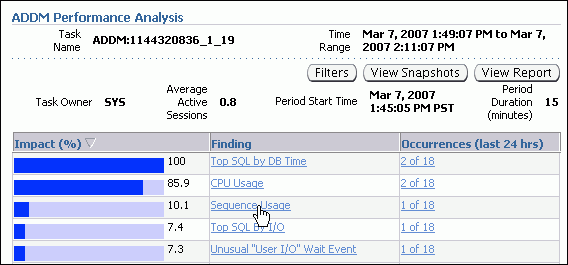 ADDM Performance Analysis
Task Name ADDM:1144320836_1_19 Time Range Mar 7, 2007 1:49:07 PM to Mar 7, 2007 2:11:07 PM
Filters View Snapshots View Report
Task Owner SYS Average Active Sessions 0.8 Period Start Time Mar 7, 2007 1:45:05 PM PST Period Duration (minutes) 15
Impact (%) Finding Occurrences (last 24 hrs)
100 Top SQL by DB Time 2 of 18
85.9 CPU Usage 2 of 18
10.1 Sequence Usage 1 of 18
7.4 Top SQL By I/O 1 of 18
7.3 Unusual "User I/O" Wait Event 1 of 18